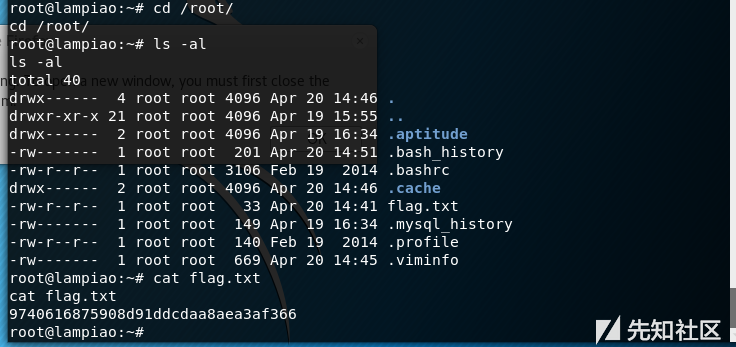 root@lampiao:~# cd /root/
cd /root/
root@lampiao:~# ls -al
ls -al
total 40
a new window, you must first close the
drwx------  4 root root 4096 Apr 20 14:46 .
drwxr-xr-x 21 root root 4096 Apr 19 15:55 ..
drwx------  2 root root 4096 Apr 19 16:34 .aptitude
-rw-------  1 root root  201 Apr 20 14:51 .bash_history
-rw-r--r--  1 root root 3106 Feb 19  2014 .bashrc
drwx------  2 root root 4096 Apr 20 14:46 .cache
-rw-r--r--  1 root root   33 Apr 20 14:41 flag.txt
-rw-------  1 root root  149 Apr 19 16:34 .mysql_history
-rw-r--r--  1 root root  140 Feb 19  2014 .profile
-rw-------  1 root root  669 Apr 20 14:45 .viminfo
root@lampiao:~# cat flag.txt
cat flag.txt
9740616875908d91ddcdaa8aea3af366
root@lampiao:~#
先知社区